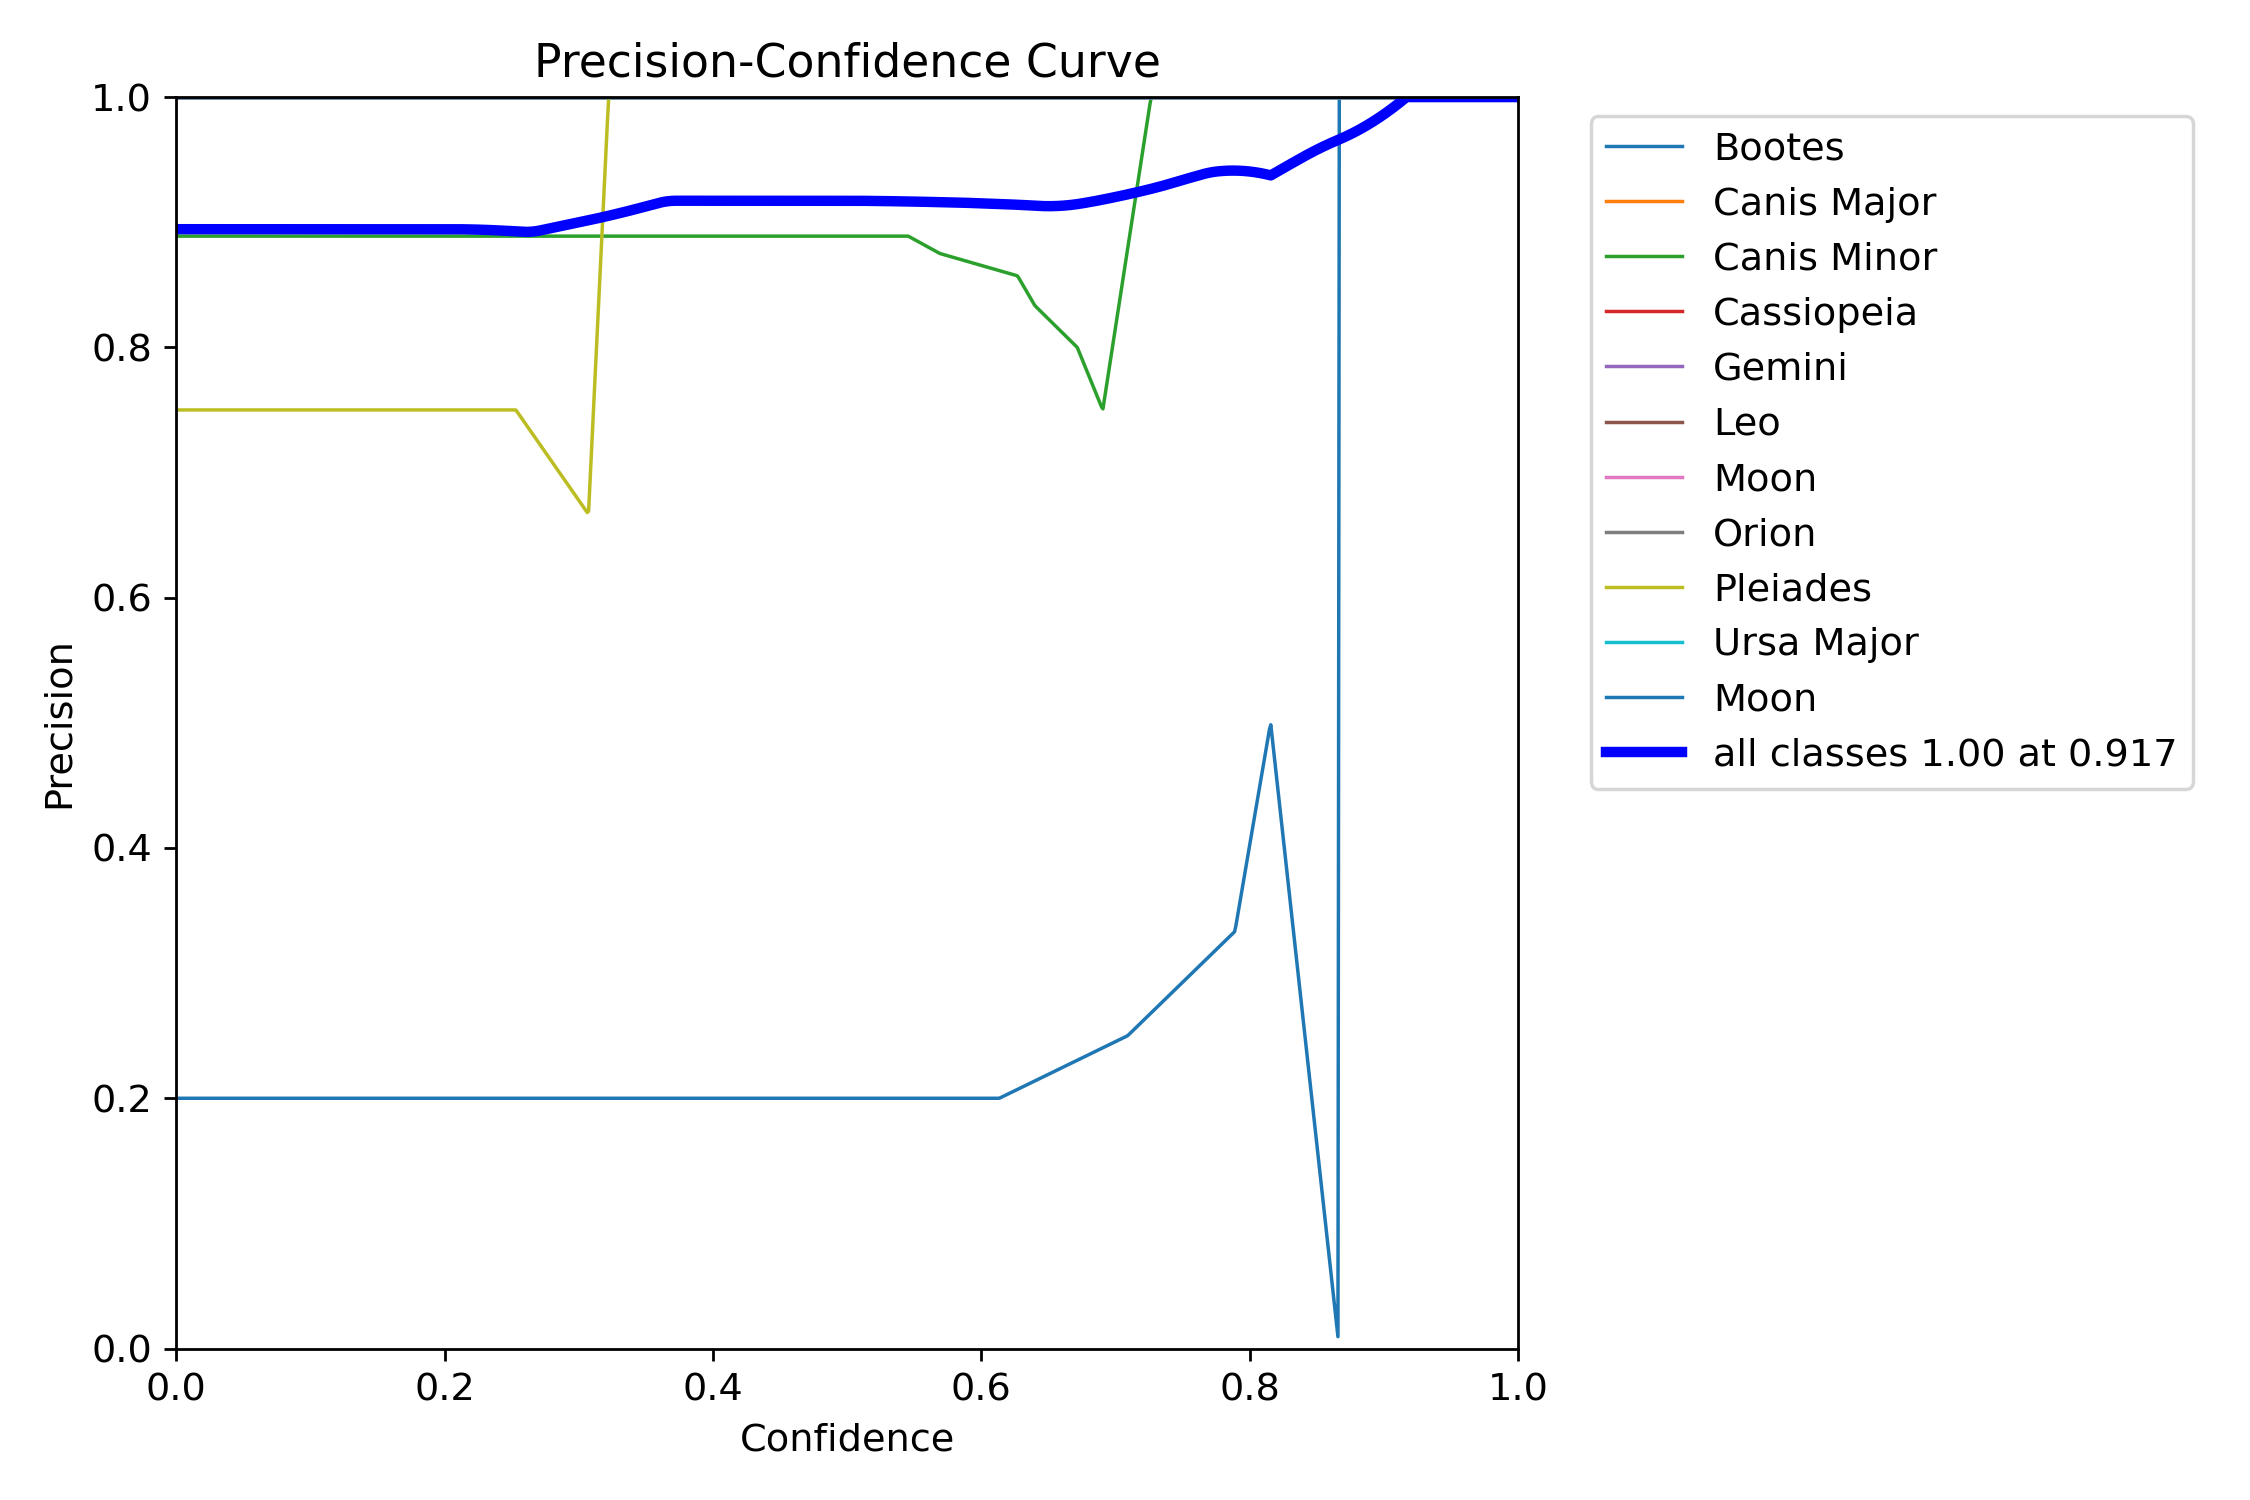 Precision-Confidence Curve
1.0
0.8
0.6
0.4
0.2
0.0
Precision
0.0 0.2 0.4 0.6 0.8 1.0
Confidence
Bootes
Canis Major
Canis Minor
Cassiopeia
Gemini
Leo
Moon
Orion
Pleiades
Ursa Major
Moon
all classes 1.00 at 0.917